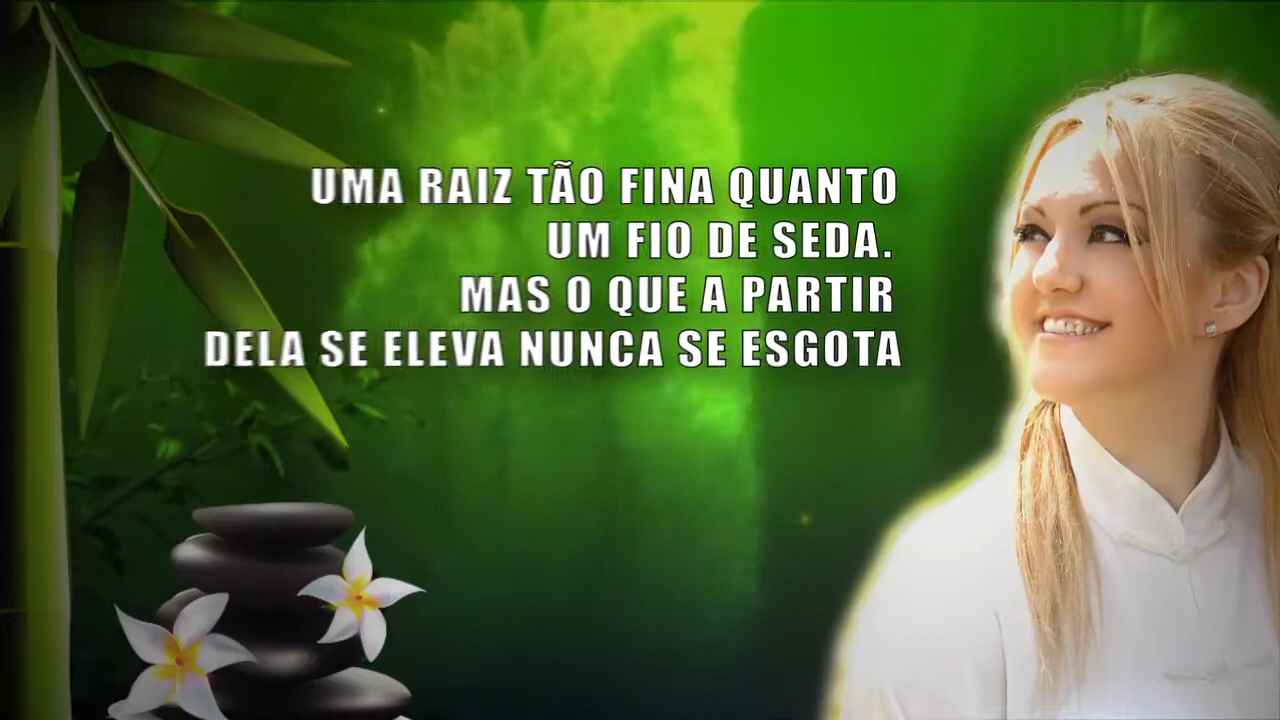 UMA RAIZ TÃO FINA QUANTO
UM FIO DE SEDA.
MAS O QUE A PARTIR
DELA SE ELEVA NUNCA SE ESGOTA